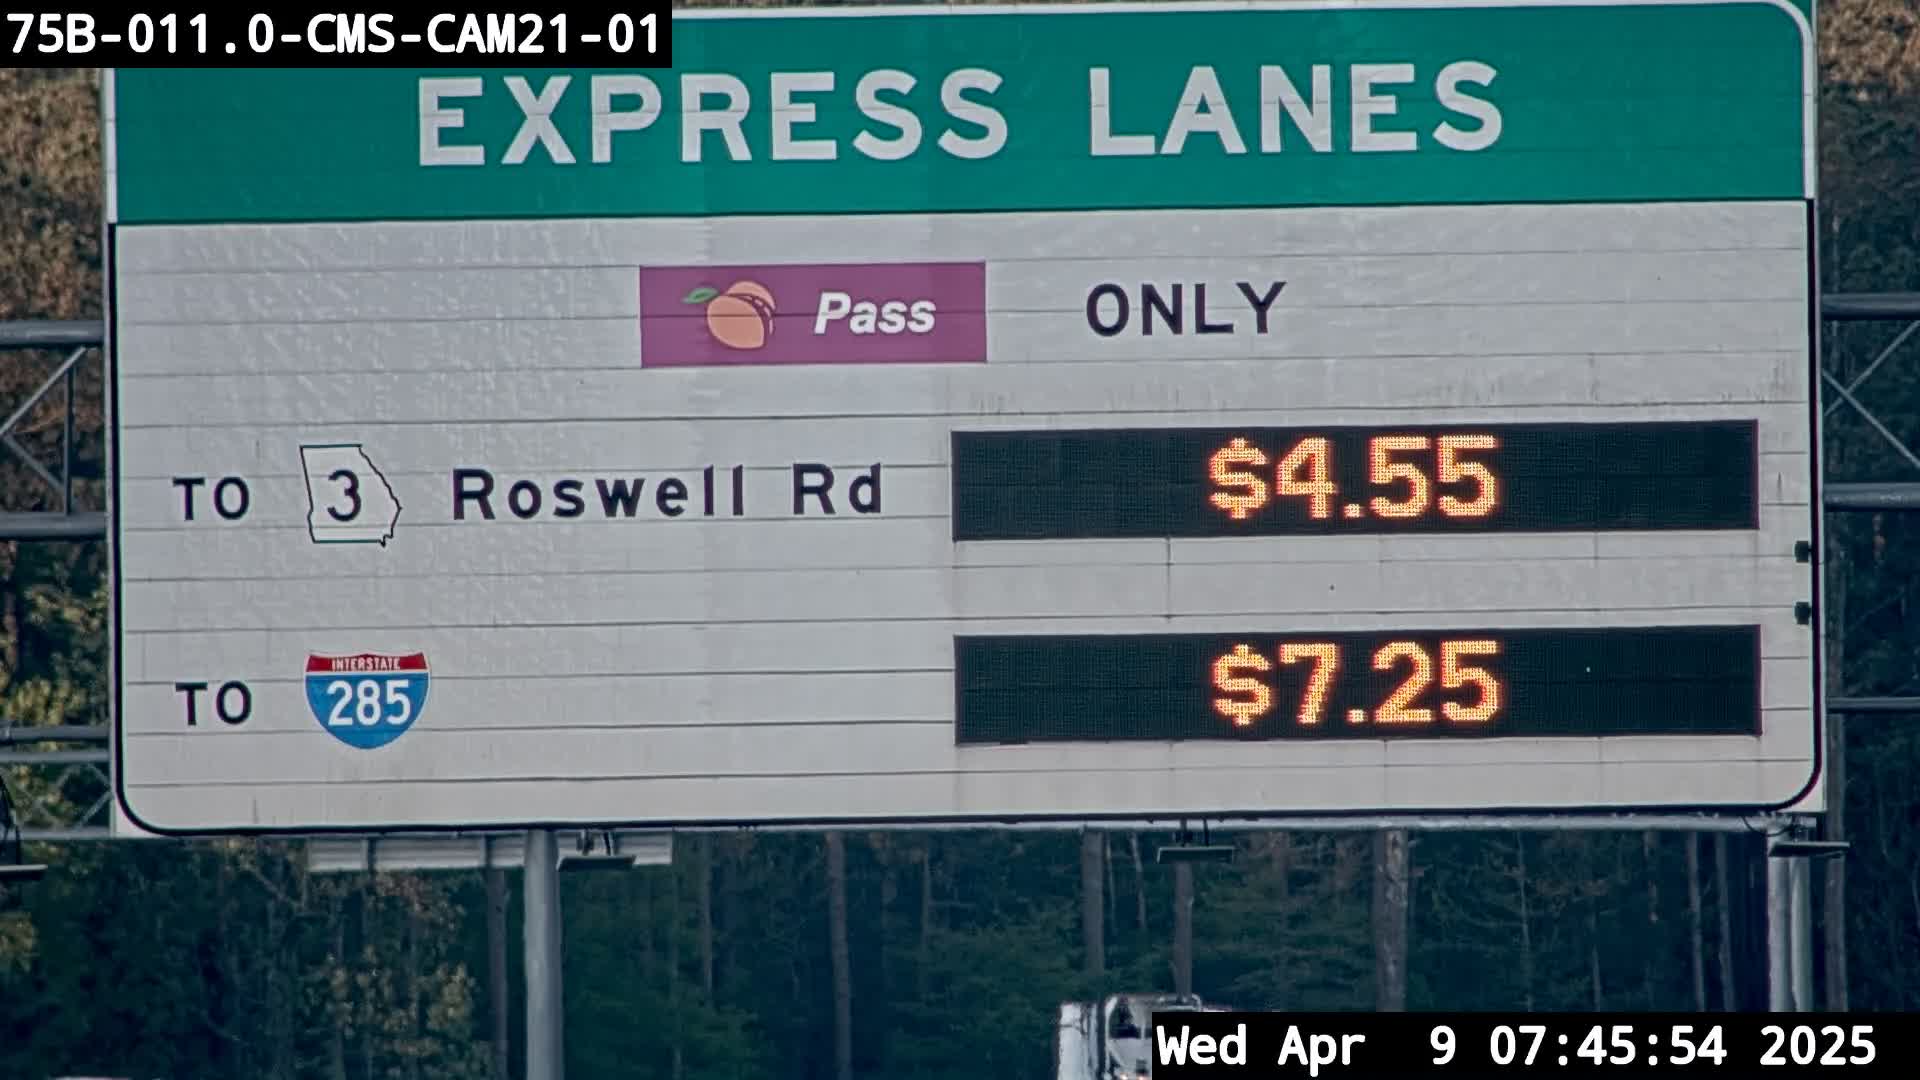 75B-011.0-CMS-CAM21-01
EXPRESS LANES
Pass ONLY
TO 3 Roswell Rd $4.55
TO INTERSTATE 285 $7.25
Wed Apr 9 07:45:54 2025